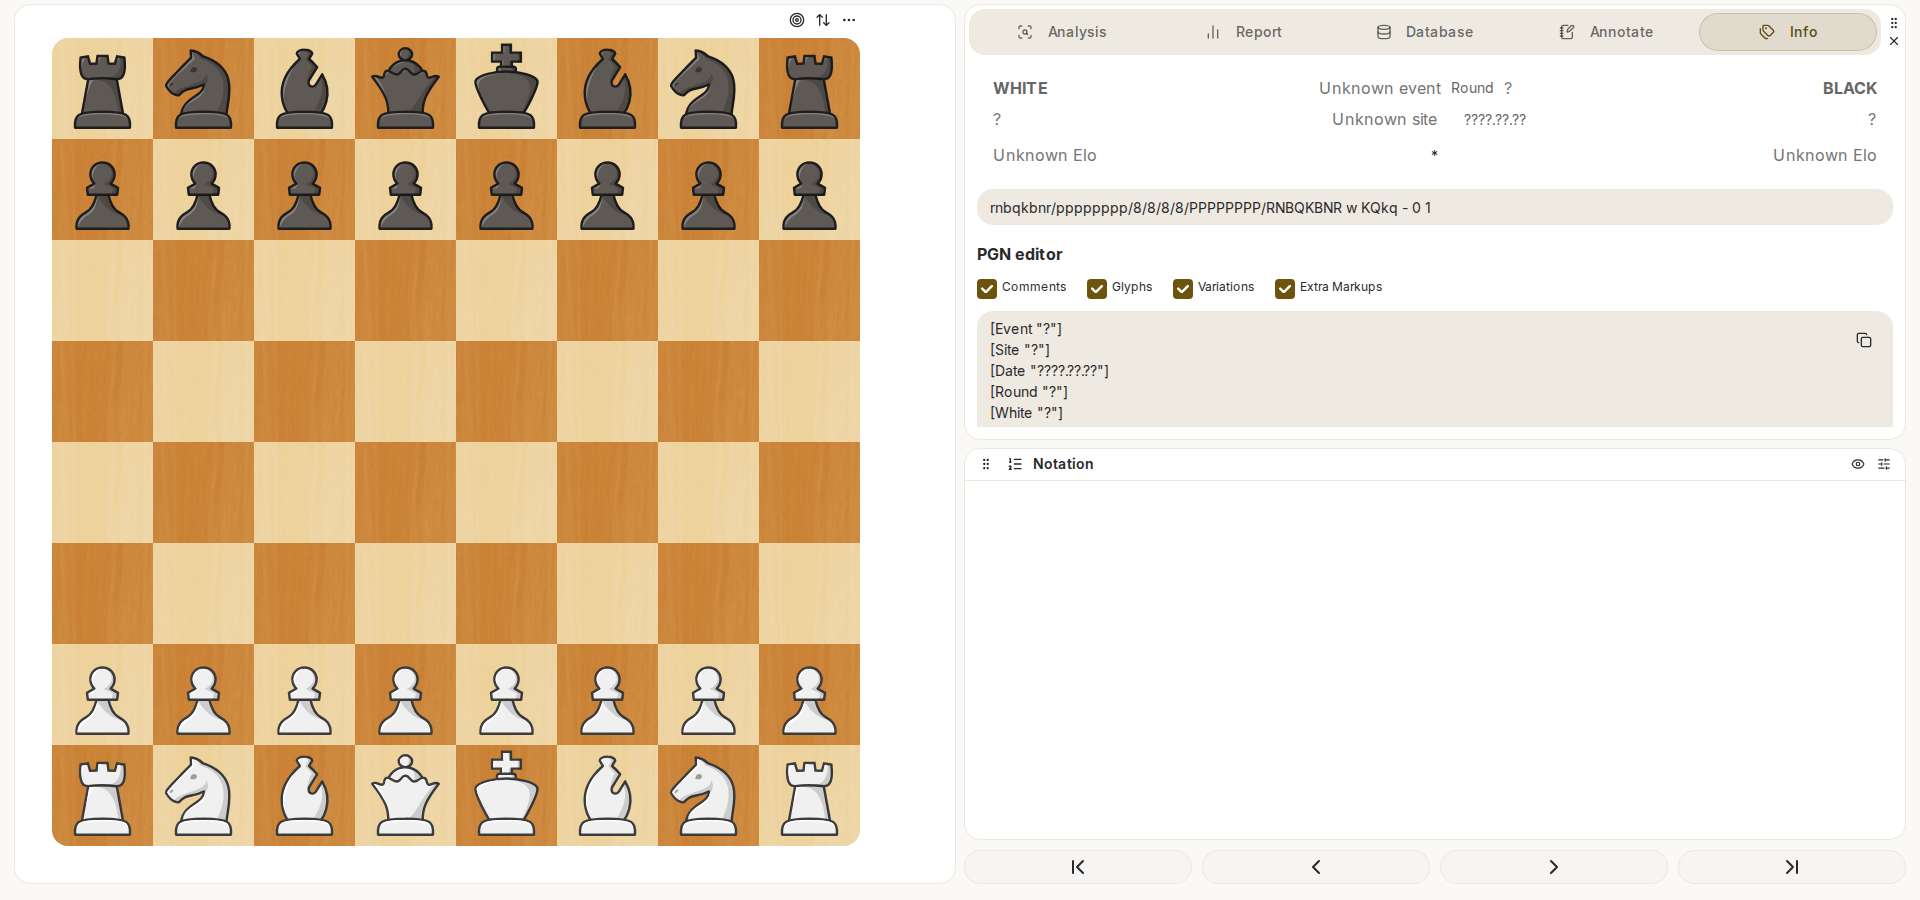 Analysis Report Database Annotate Info
WHITE Unknown event Round ? BLACK
? Unknown site ????.??.?? ?
Unknown Elo * Unknown Elo
rnbqkbnr/pppppppp/8/8/8/8/PPPPPPPP/RNBQKBNR w KQkq - 0 1
PGN editor
Comments Glyphs Variations Extra Markups
[Event "?"]
[Site "?"]
[Date "????.??.??"]
[Round "?"]
[White "?"]
Notation